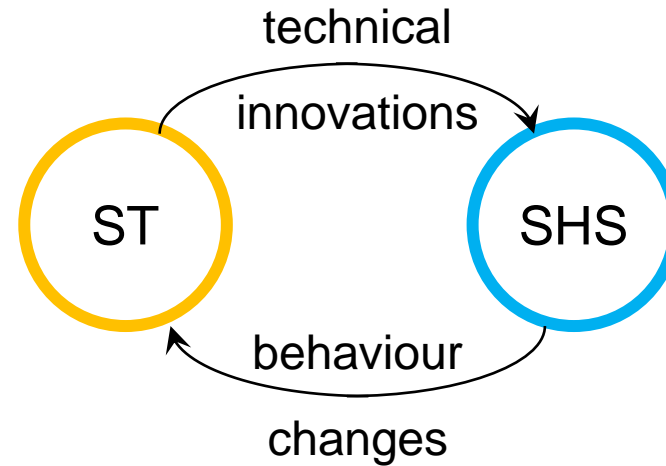 technical
innovations
ST
SHS
behaviour
changes